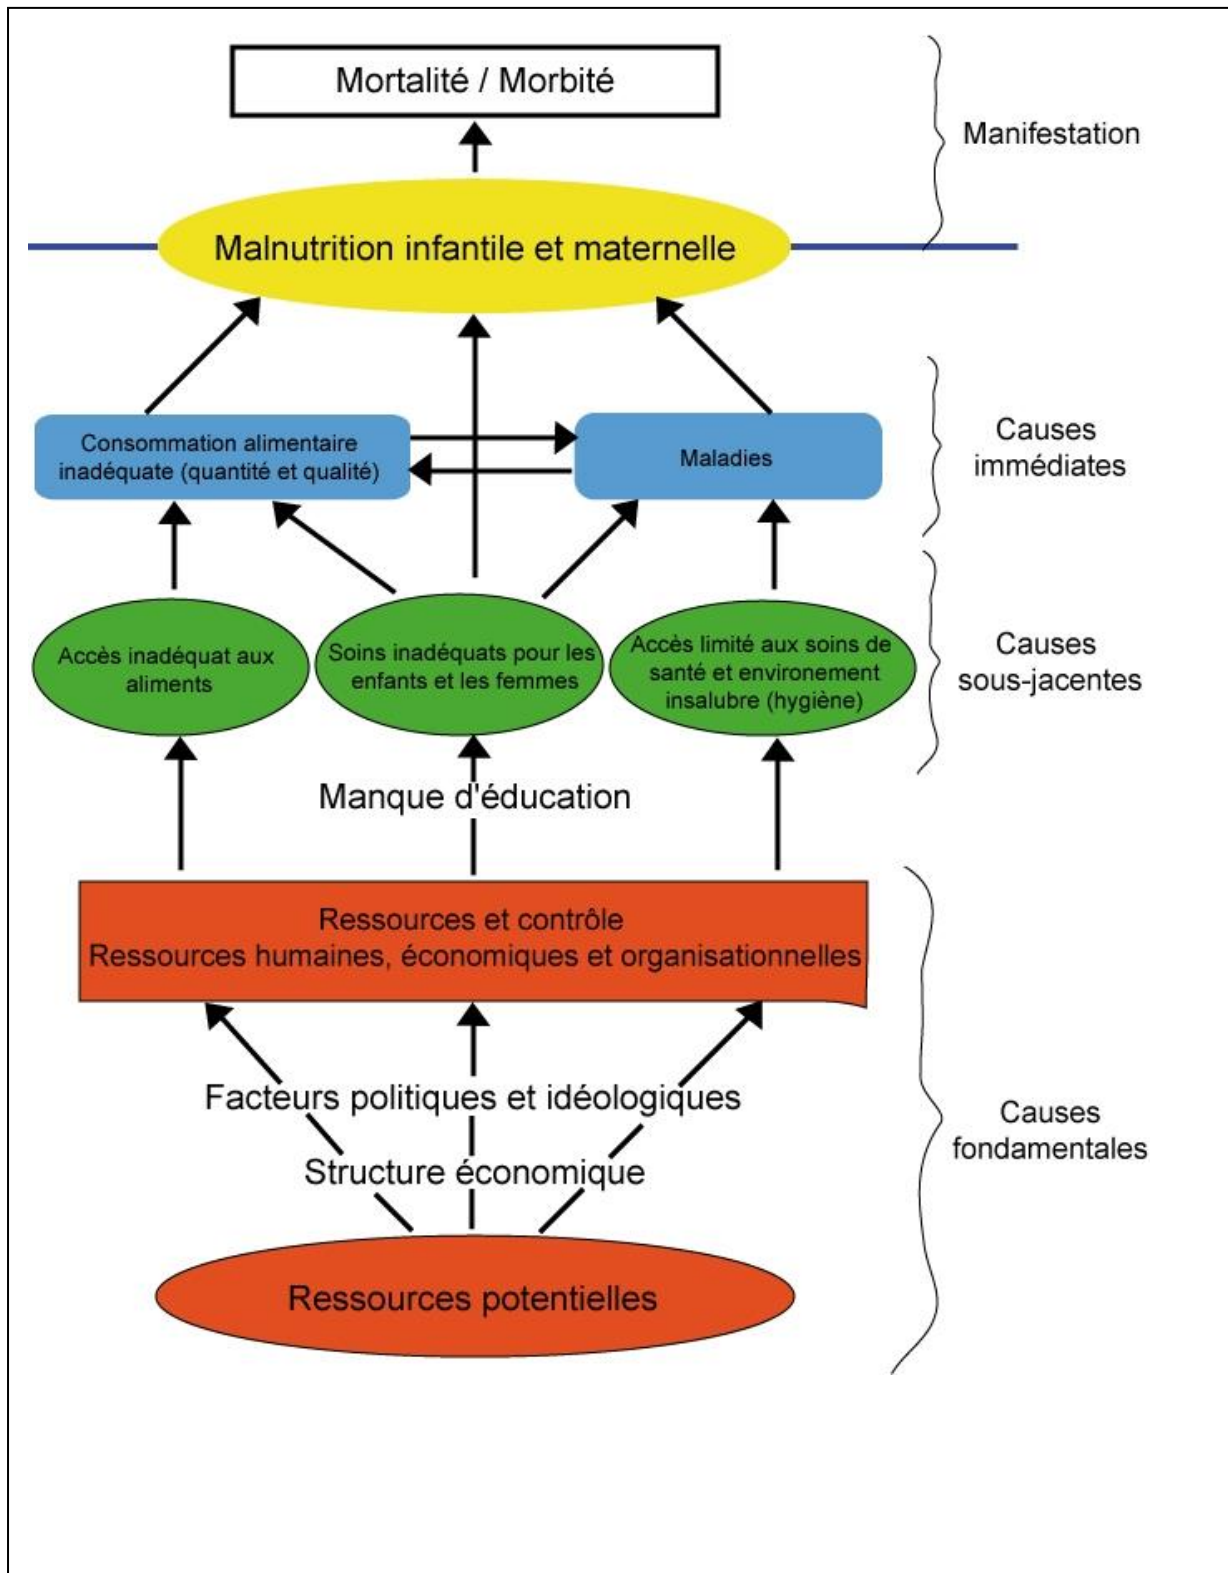 Mortalité / Morbité
Manifestation
Malnutrition infantile et maternelle
Consommation alimentaire
inadéquate (quantité et qualité)
Maladies
Causes
immédiates
Accès inadéquat aux
aliments
Soins inadéquats pour les
enfants et les femmes
Accès limité aux soins de
santé et environement
insalubre (hygiène)
Causes
sous-jacentes
Manque d'éducation
Ressources et contrôle
Ressources humaines, économiques et organisationnelles
Facteurs politiques et idéologiques
Structure économique
Causes
fondamentales
Ressources potentielles